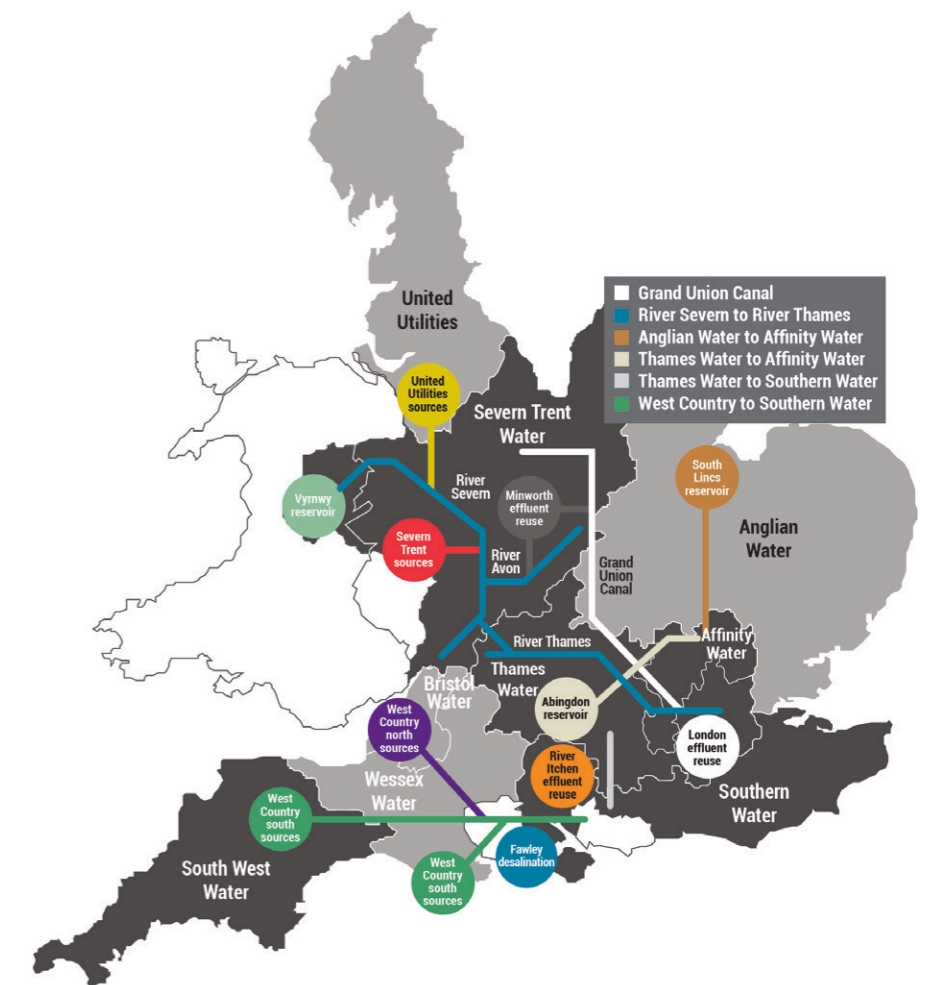 United
Utilities
Grand Union Canal
River Severn to River Thames
Anglian Water to Affinity Water
Thames Water to Affinity Water
Thames Water to Southern Water
West Country to Southern Water
United
Utilities
sources
Severn Trent
Water
South
Lincs
reservoir
River
Severn
Minworth
effluent
reuse
Vyrnwy
reservoir
Anglian
Water
Severn
Trent
sources
River
Avon
Grand
Union
Canal
River Thames
Affinity
Water
Thames
Water
Bristol
Water
Abingdon
reservoir
West
Country
north
sources
London
effluent
reuse
River
Itchen
effluent
reuse
Wessex
Water
Southern
Water
West
Country
south
sources
Fawley
desalination
South West
Water
West
Country
south
sources